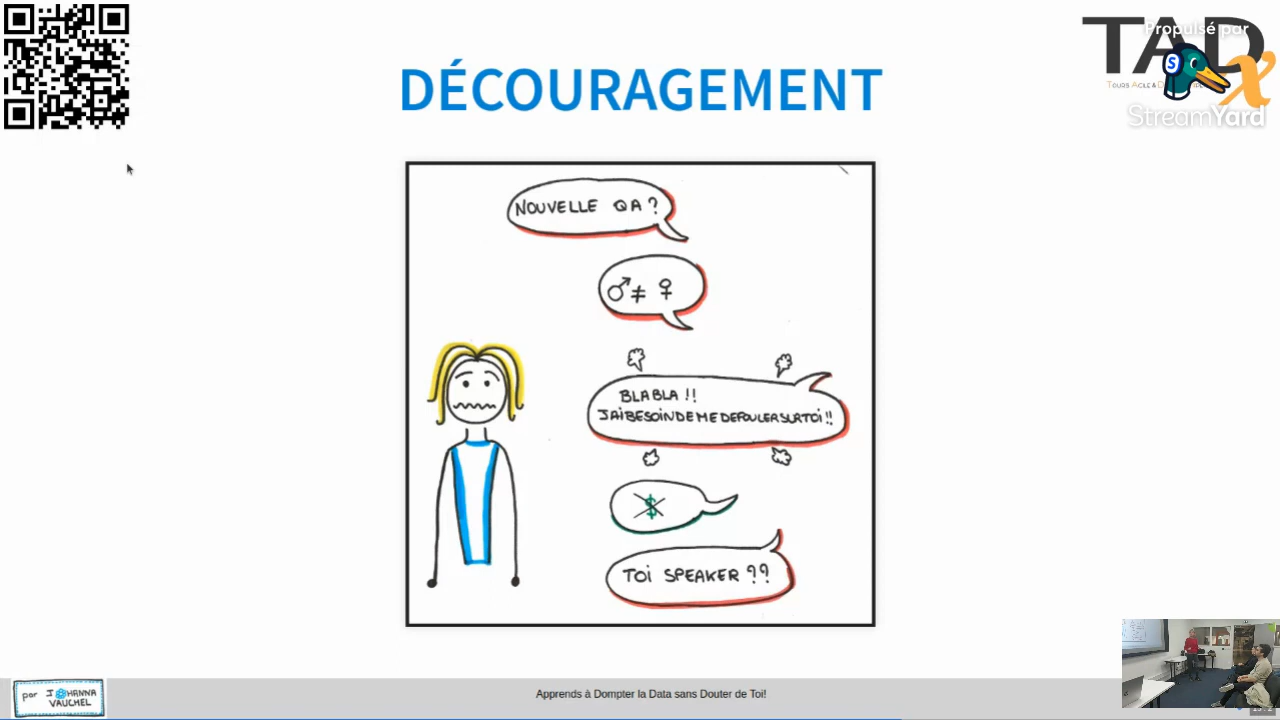 DÉCOURAGEMENT
TAD
Propulsé par
StreamYard
NOUVELLE QA ?
♂ ≠ ♀
BLABLA !!
J'AI BESOIN DE ME DEFOULER SUR TOI !!
$
TOI SPEAKER ??
par JOHANNA
VAUCHEL
Apprends à Dompter la Data sans Douter de Toi!